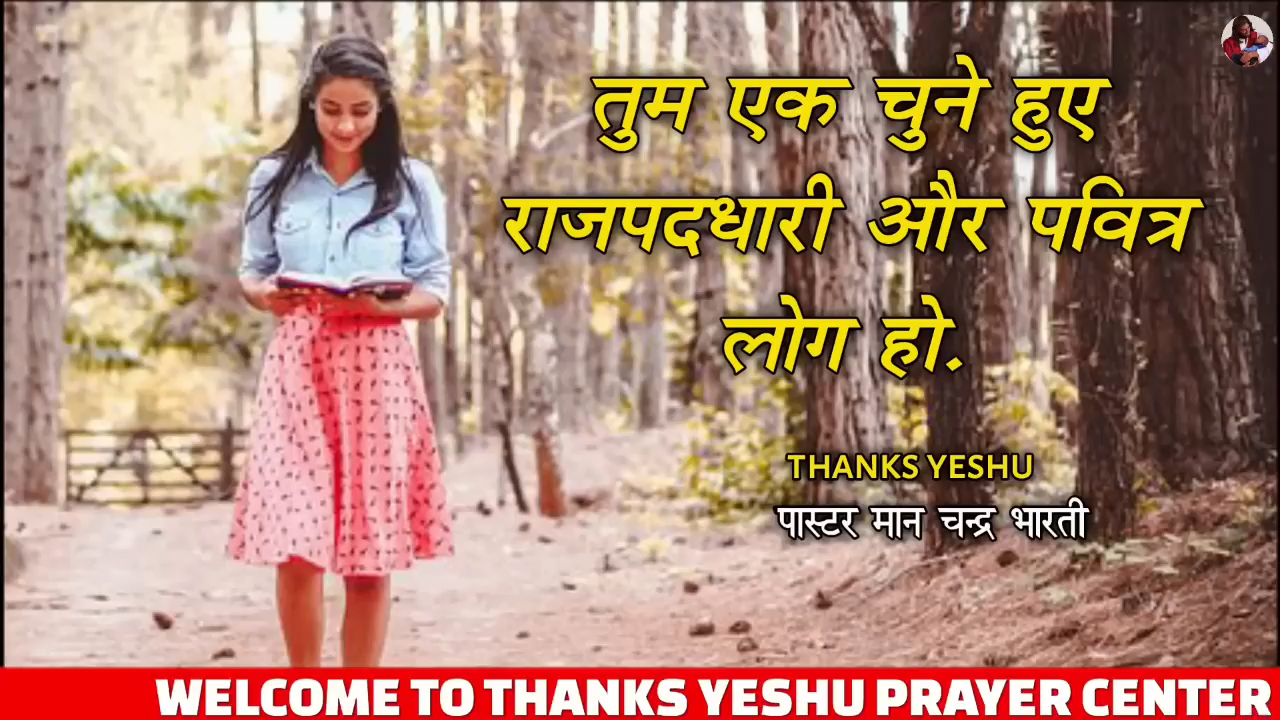 तुम एक चुने हुए
राजपदधारी और पवित्र
लोग हो.
THANKS YESHU
पास्टर मान चन्द्र भारती
WELCOME TO THANKS YESHU PRAYER CENTER